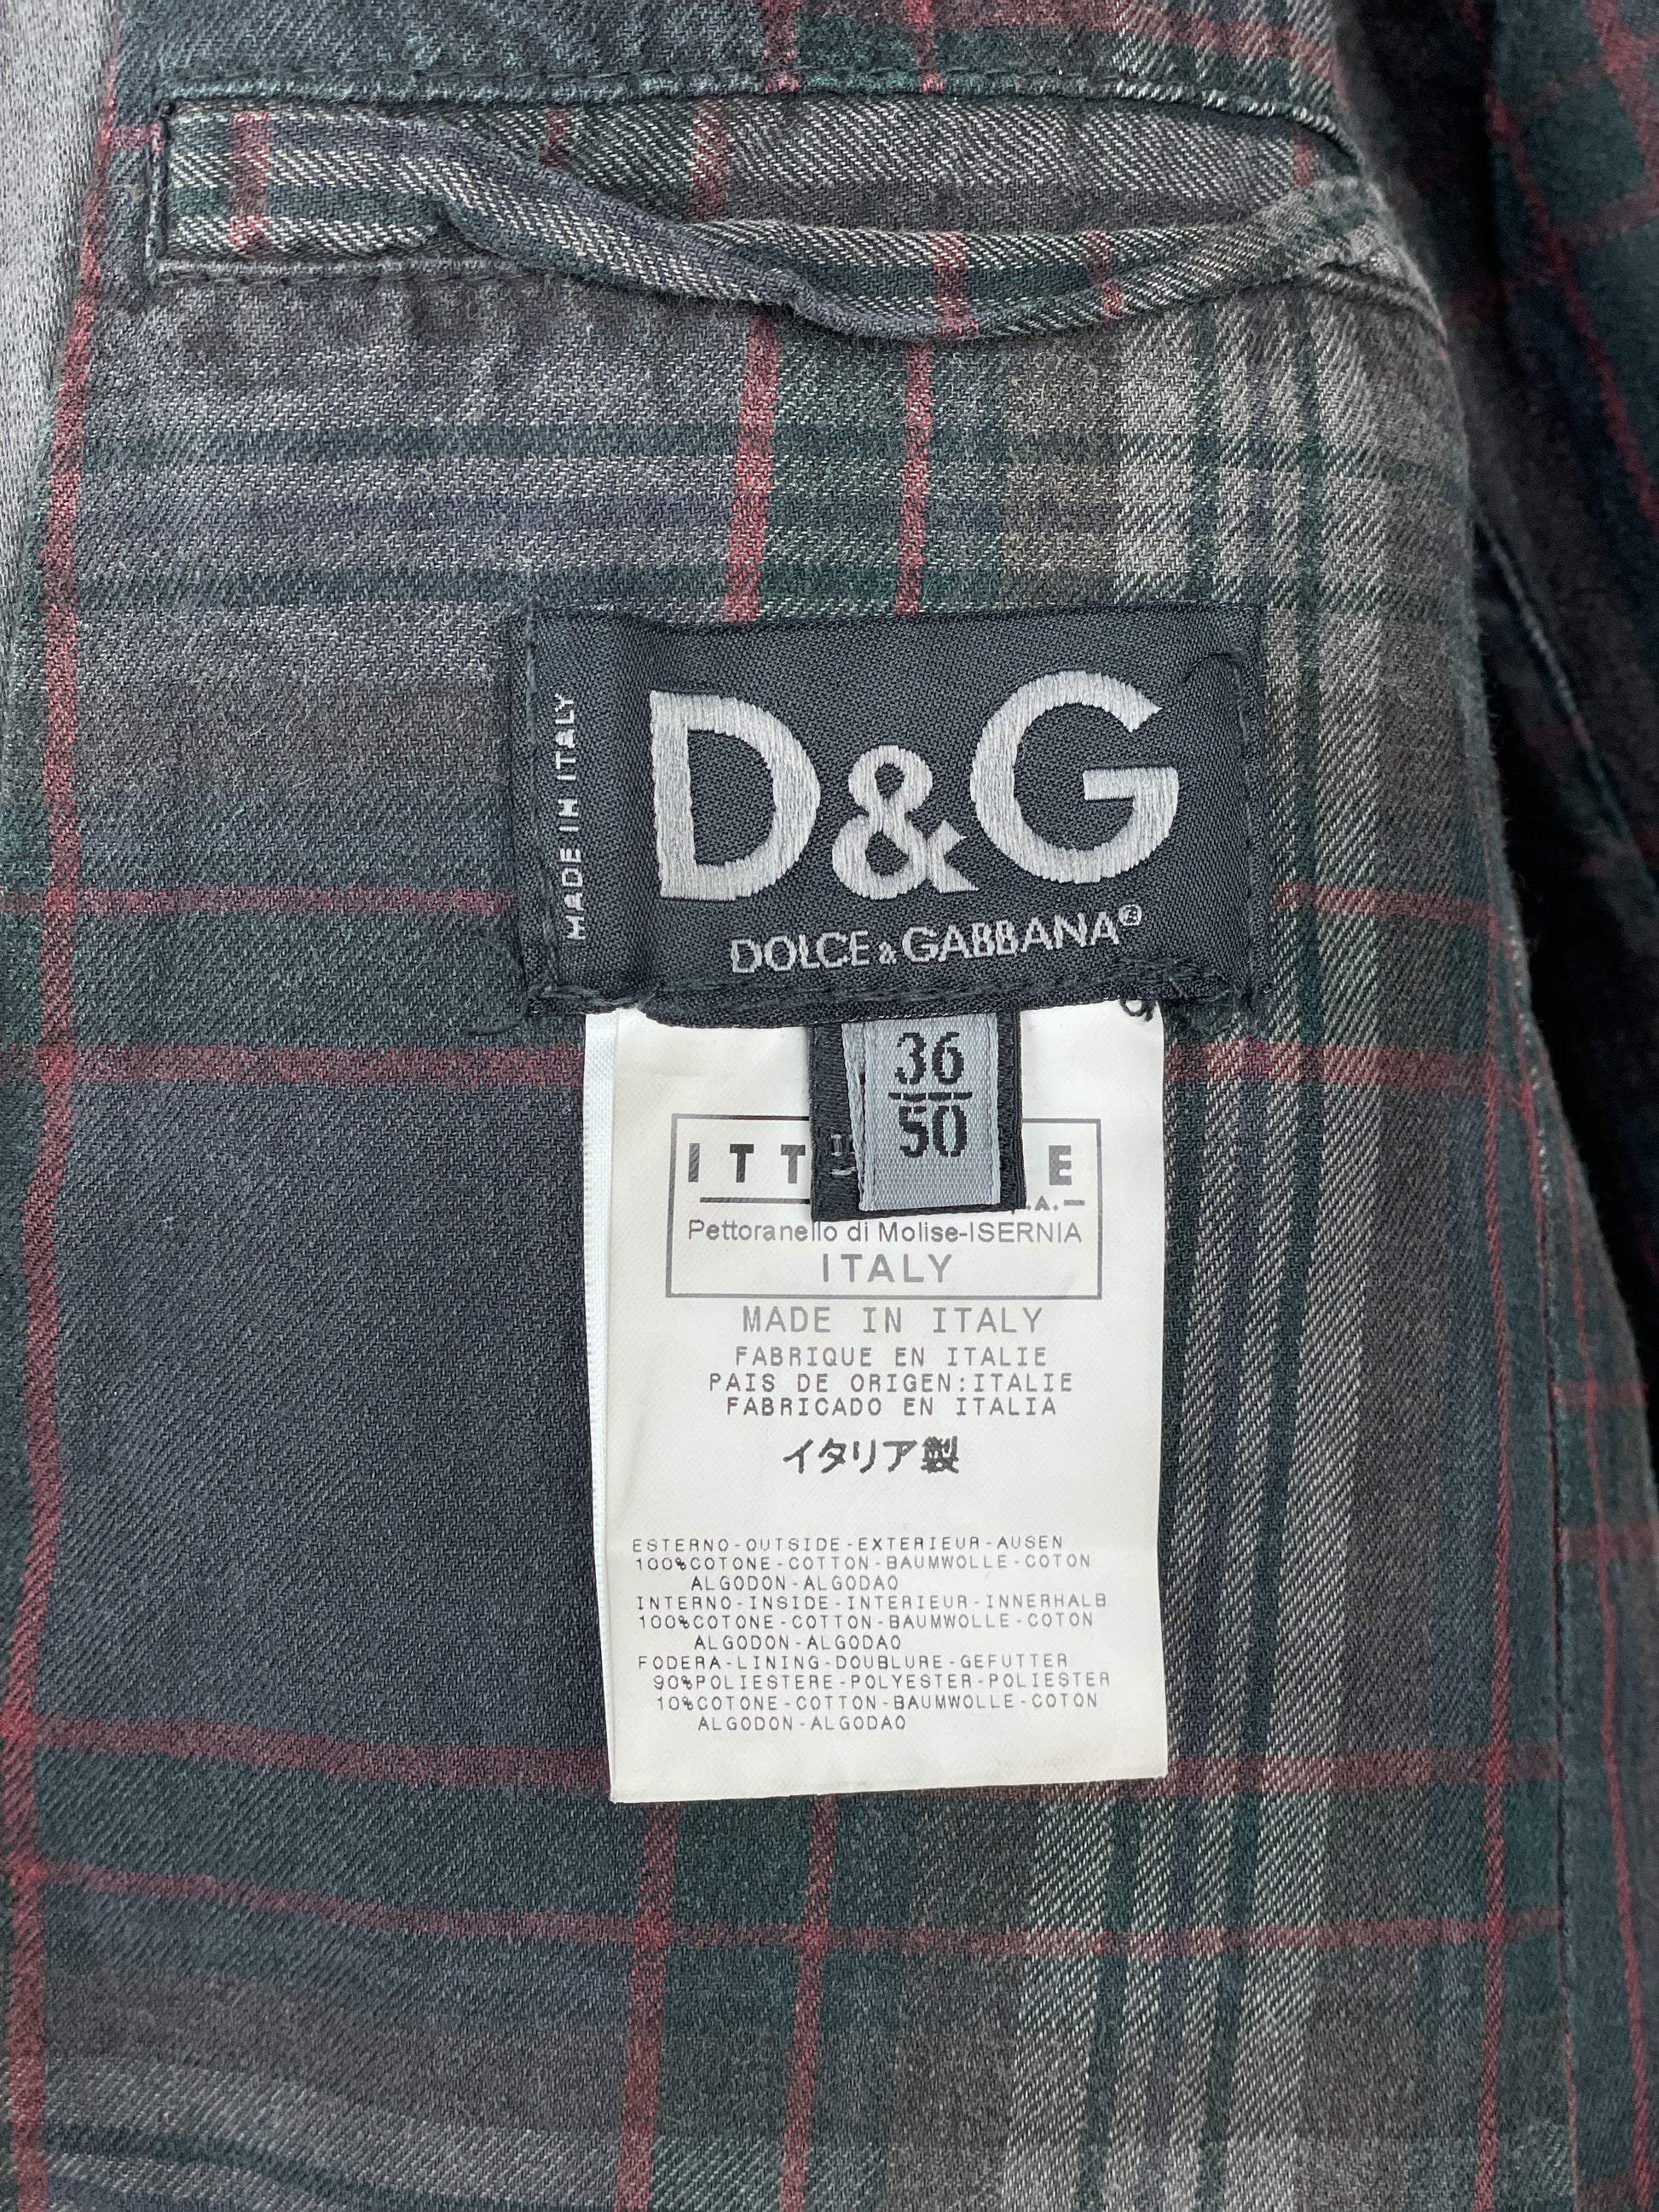 MADE IN ITALY
D&G
DOLCE & GABBANA®
36
50
Pettoranello di Molise-ISERNIA
ITALY
MADE IN ITALY
FABRIQUE EN ITALIE
PAIS DE ORIGEN:ITALIE
FABRICADO EN ITALIA
イタリア製
ESTERNO-OUTSIDE-EXTERIEUR-AUSEN
100%COTONE-COTTON-BAUMWOLLE-COTON
ALGODON-ALGODAO
INTERNO-INSIDE-INTERIEUR-INNERHALB
100%COTONE-COTTON-BAUMWOLLE-COTON
ALGODON-ALGODAO
FODERA-LINING-DOUBLURE-GEFUTTER
90%POLIESTERE-POLYESTER-POLIESTER
10%COTONE-COTTON-BAUMWOLLE-COTON
ALGODON-ALGODAO